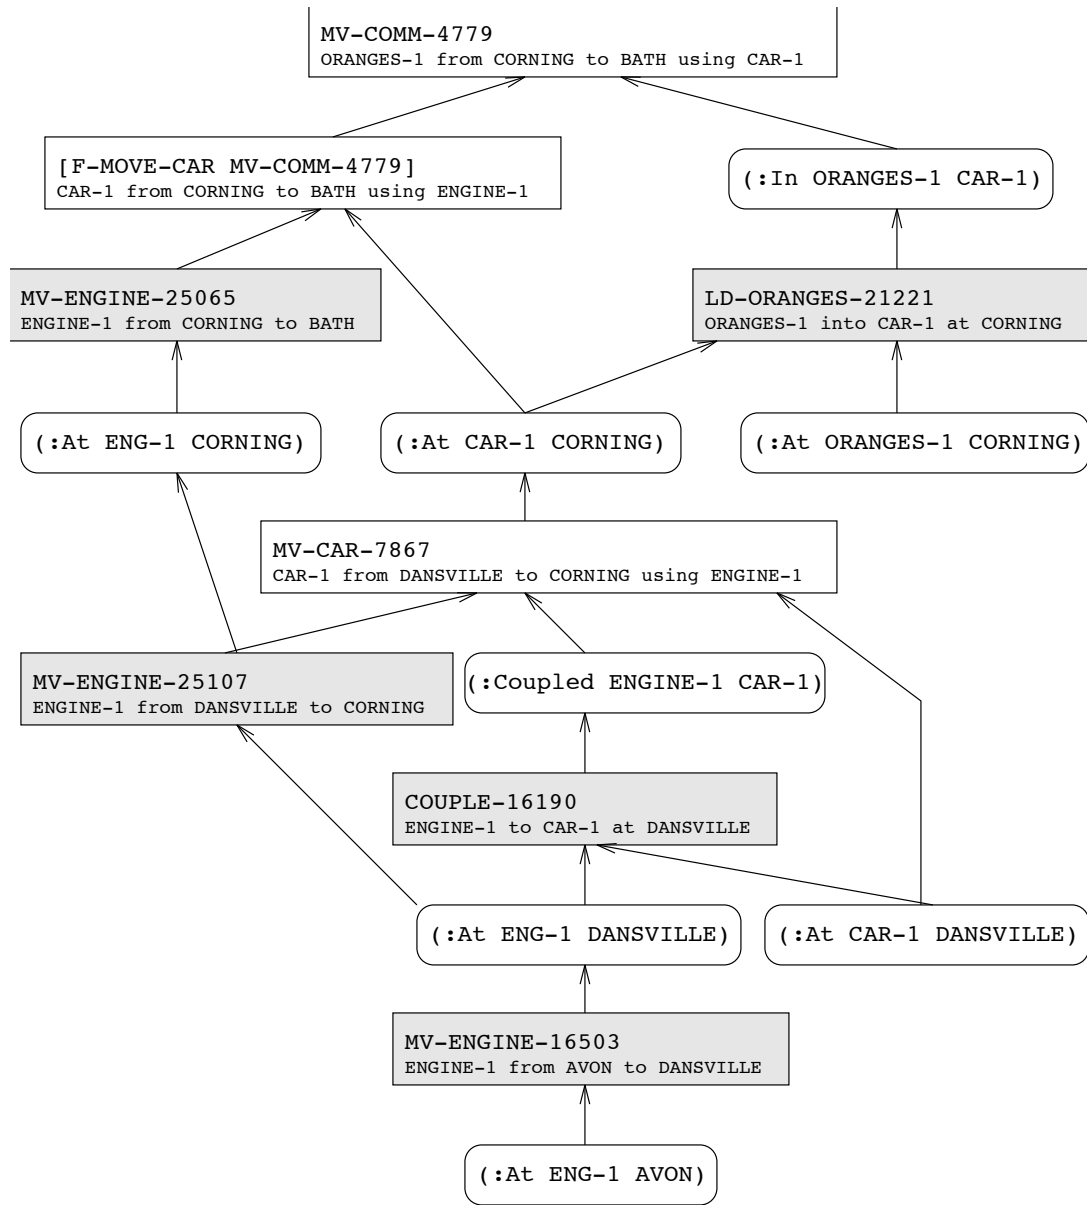 MV-COMM-4779
ORANGES-1 from CORNING to BATH using CAR-1
[F-MOVE-CAR MV-COMM-4779]
CAR-1 from CORNING to BATH using ENGINE-1
(:In ORANGES-1 CAR-1)
MV-ENGINE-25065
ENGINE-1 from CORNING to BATH
LD-ORANGES-21221
ORANGES-1 into CAR-1 at CORNING
(:At ENG-1 CORNING)
(:At CAR-1 CORNING)
(:At ORANGES-1 CORNING)
MV-CAR-7867
CAR-1 from DANSVILLE to CORNING using ENGINE-1
MV-ENGINE-25107
ENGINE-1 from DANSVILLE to CORNING
(:Coupled ENGINE-1 CAR-1)
COUPLE-16190
ENGINE-1 to CAR-1 at DANSVILLE
(:At ENG-1 DANSVILLE)
(:At CAR-1 DANSVILLE)
MV-ENGINE-16503
ENGINE-1 from AVON to DANSVILLE
(:At ENG-1 AVON)